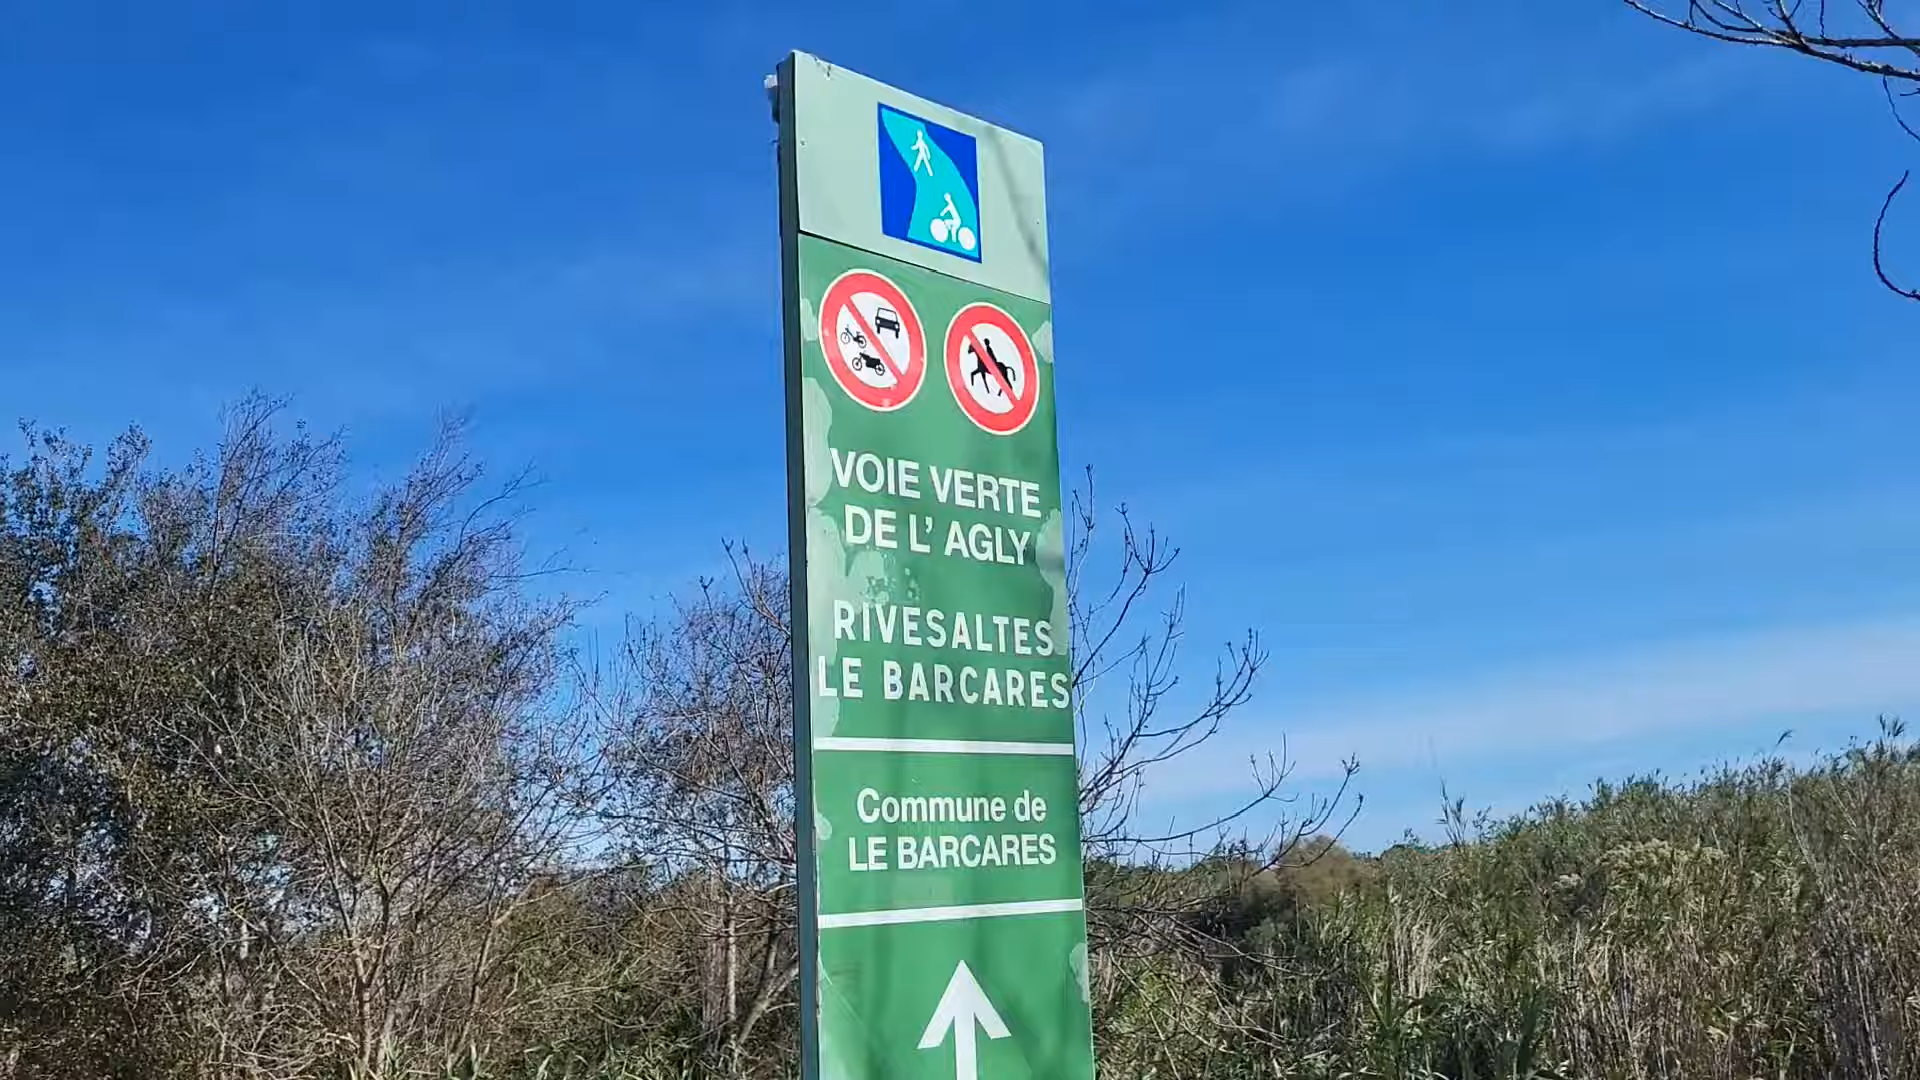 VOIE VERTE
DE L' AGLY
RIVESALTES
LE BARCARES
Commune de
LE BARCARES